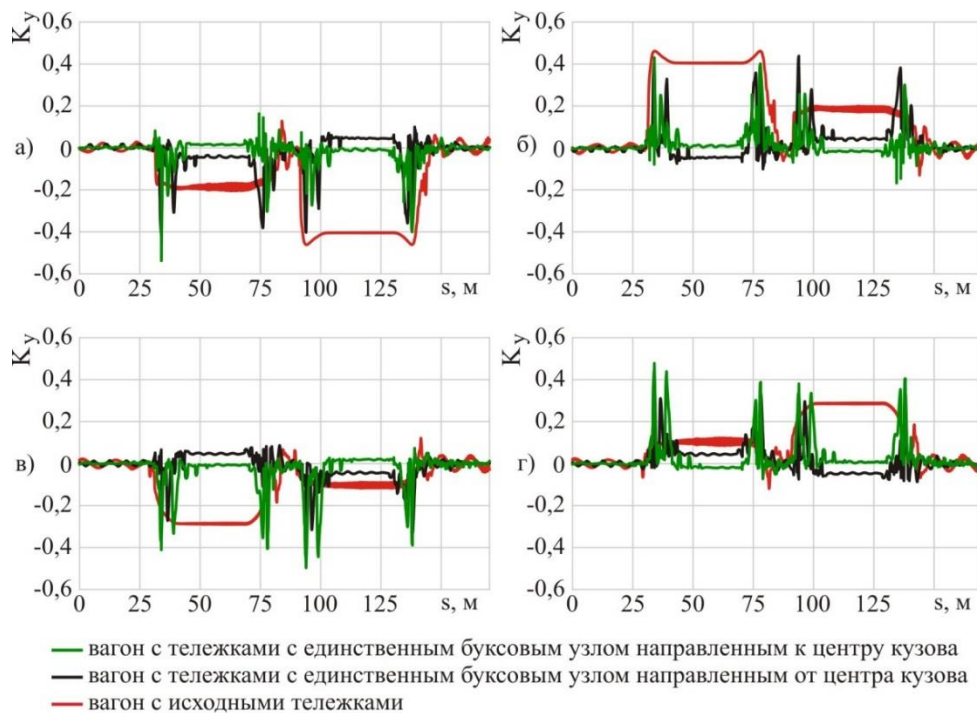 Kу 0,6
0,4
0,2
а) 0
-0,2
-0,4
-0,6
0 25 50 75 100 125 s, м
Kу 0,6
0,4
0,2
б) 0
-0,2
-0,4
-0,6
0 25 50 75 100 125 s, м
Kу 0,6
0,4
0,2
в) 0
-0,2
-0,4
-0,6
0 25 50 75 100 125 s, м
Kу 0,6
0,4
0,2
г) 0
-0,2
-0,4
-0,6
0 25 50 75 100 125 s, м
вагон с тележками с единственным буксовым узлом направленным к центру кузова
вагон с тележками с единственным буксовым узлом направленным от центра кузова
вагон с исходными тележками